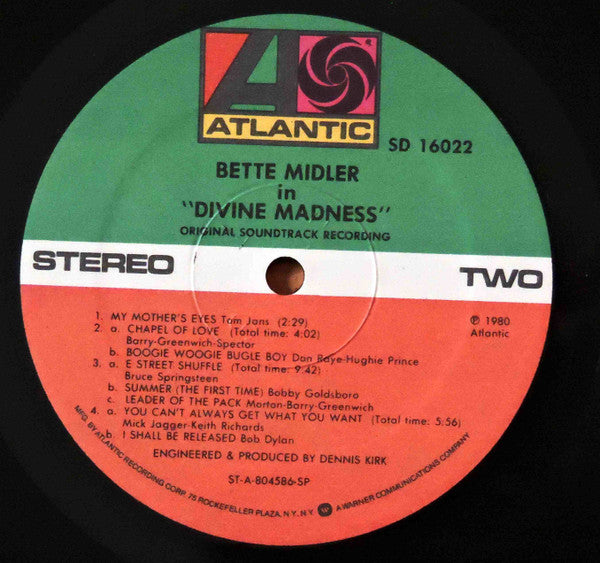 A
ATLANTIC
SD 16022
BETTE MIDLER
in
"DIVINE MADNESS"
ORIGINAL SOUNDTRACK RECORDING
STEREO
TWO
℗ 1980
Atlantic
1. MY MOTHER'S EYES Tom Jans (2:29)
2. a. CHAPEL OF LOVE (Total time: 4:02)
Barry-Greenwich-Spector
b. BOOGIE WOOGIE BUGLE BOY Don Raye-Hughie Prince
3. a. E STREET SHUFFLE (Total time: 9:42)
Bruce Springsteen
b. SUMMER (THE FIRST TIME) Bobby Goldsboro
c. LEADER OF THE PACK Morton-Barry-Greenwich
4. a. YOU CAN'T ALWAYS GET WHAT YOU WANT (Total time: 5:56)
Mick Jagger-Keith Richards
b. I SHALL BE RELEASED Bob Dylan
ENGINEERED & PRODUCED BY DENNIS KIRK
ST-A-804586-SP
MFG. BY ATLANTIC RECORDING CORP. 75 ROCKEFELLER PLAZA, N.Y. N.Y. W A WARNER COMMUNICATIONS COMPANY